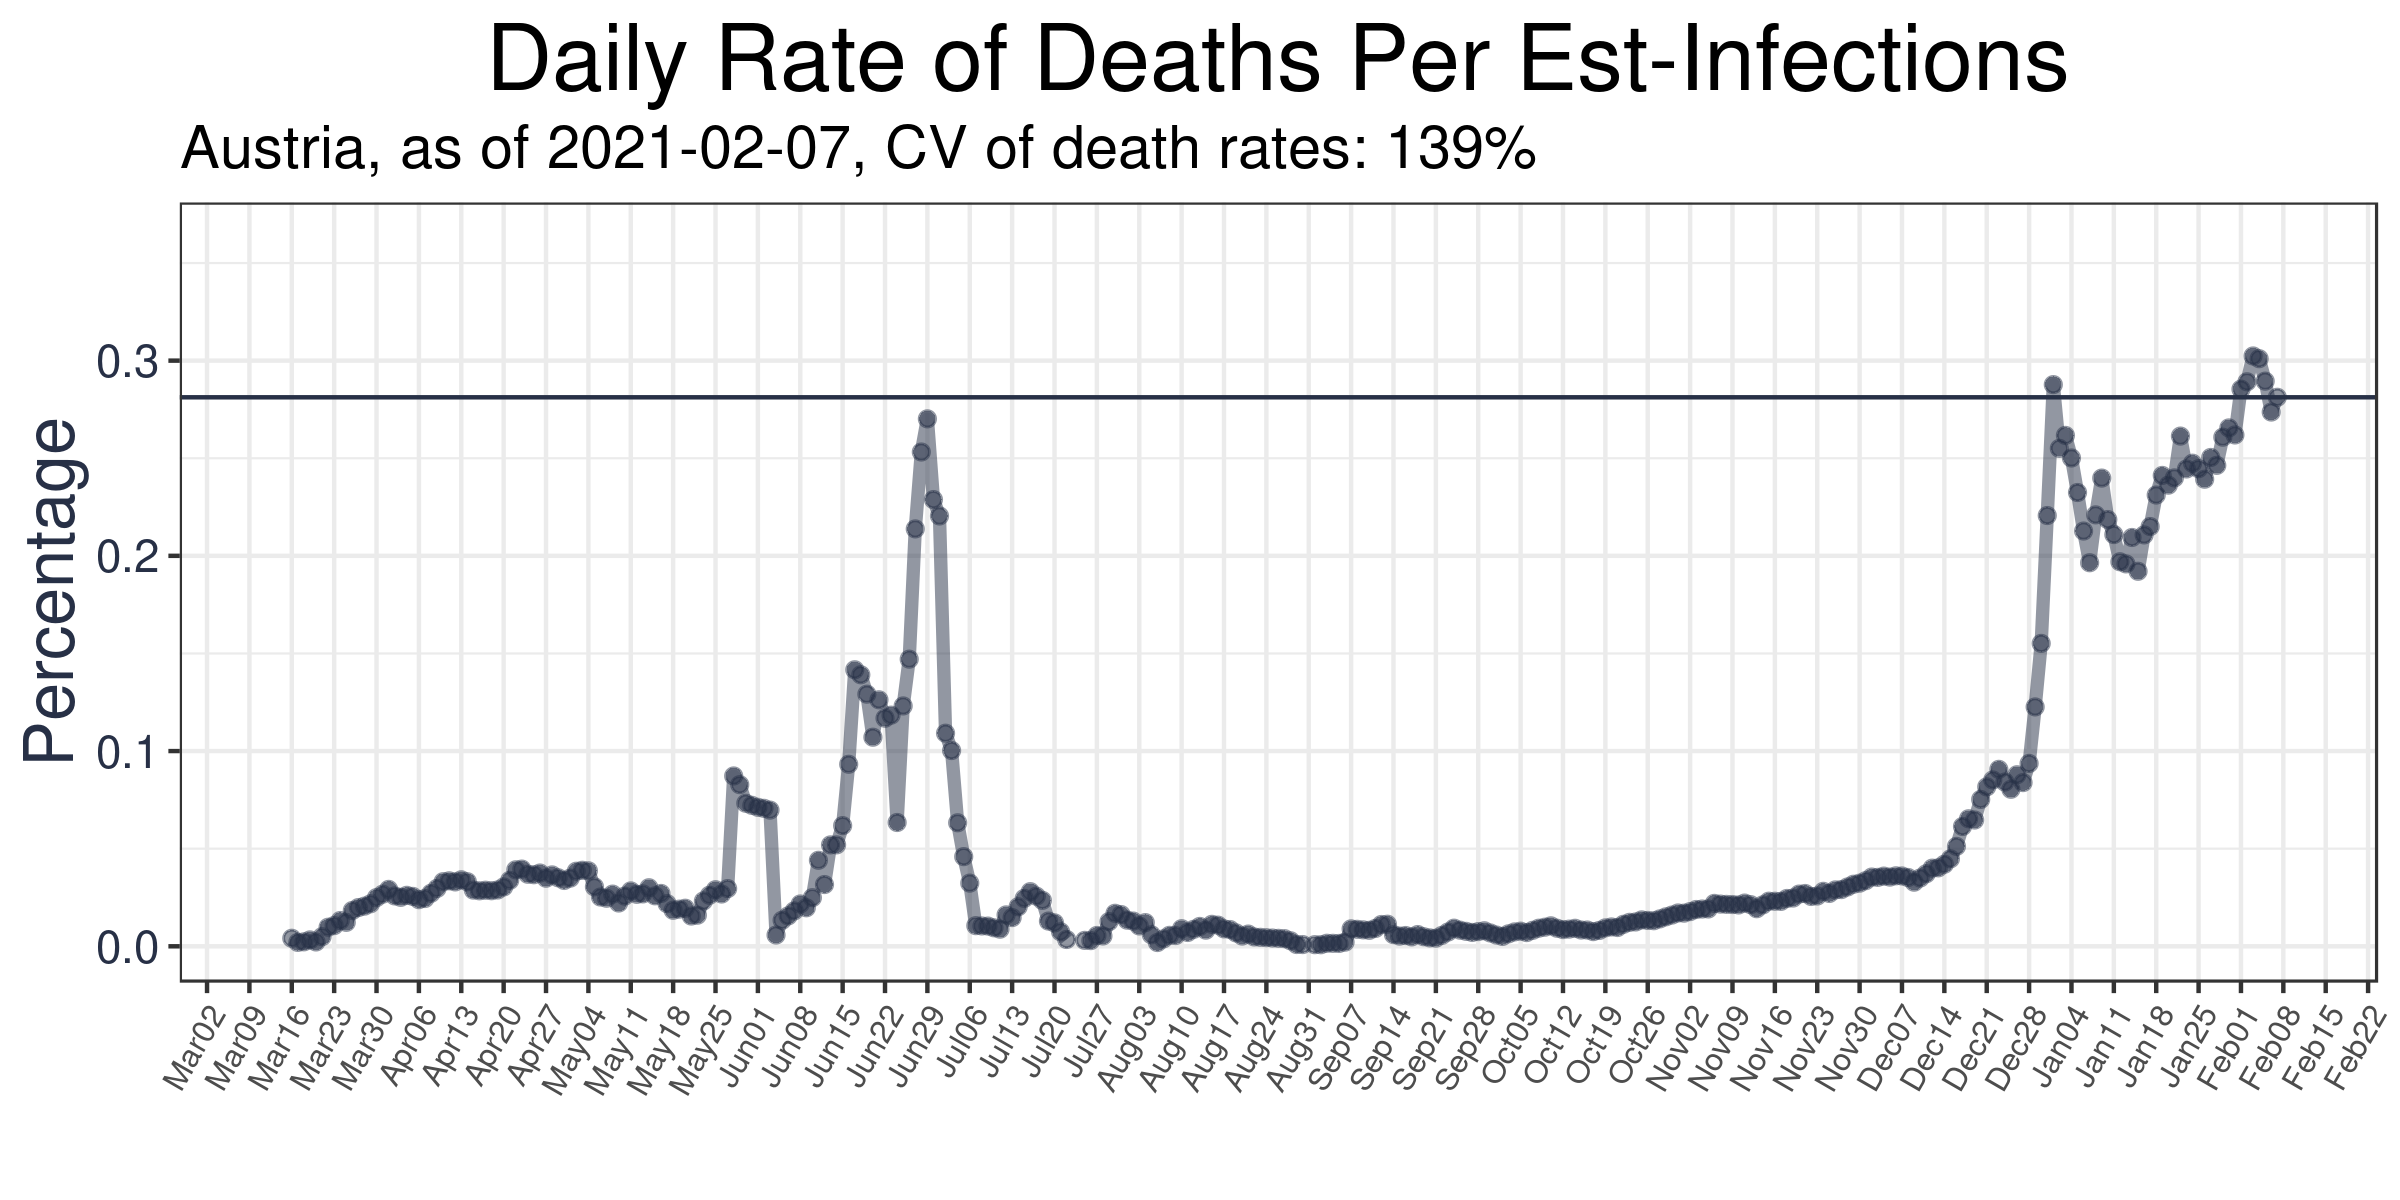 Daily Rate of Deaths Per Est-Infections
Austria, as of 2021-02-07, CV of death rates: 139%
Percentage
0.3
0.2
0.1
0.0
Mar02
Mar09
Mar16
Mar23
Mar30
Apr06
Apr13
Apr20
Apr27
May04
May11
May18
May25
Jun01
Jun08
Jun15
Jun22
Jun29
Jul06
Jul13
Jul20
Jul27
Aug03
Aug10
Aug17
Aug24
Aug31
Sep07
Sep14
Sep21
Sep28
Oct05
Oct12
Oct19
Oct26
Nov02
Nov09
Nov16
Nov23
Nov30
Dec07
Dec14
Dec21
Dec28
Jan04
Jan11
Jan18
Jan25
Feb01
Feb08
Feb15
Feb22